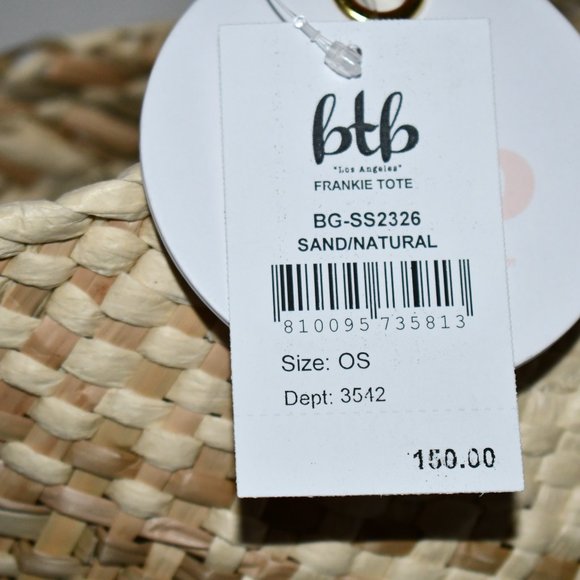 btb
"Los Angeles"
FRANKIE TOTE
BG-SS2326
SAND/NATURAL
810095 735813
Size: OS
Dept: 3542
150.00